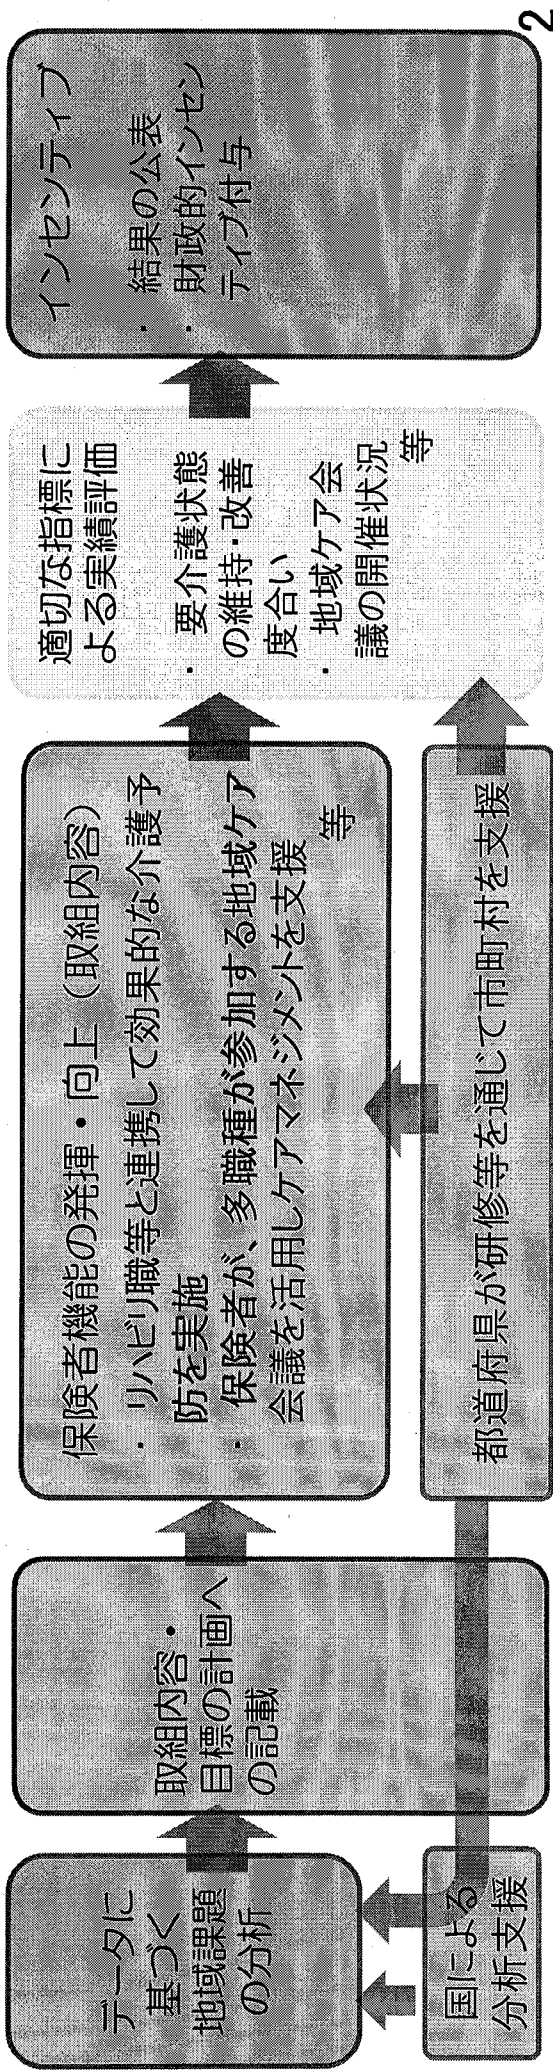 データに
基づく
地域課題
の分析
国による
分析支援
取組内容・
目標の計画へ
の記載
保険者機能の発揮・向上（取組内容）
・ リハビリ職等と連携して効果的な介護予
防を実施
・ 保険者が、多職種が参加する地域ケア
会議を活用しケアマネジメントを支援
等
都道府県が研修等を通じて市町村を支援
適切な指標に
よる実績評価
・ 要介護状態
の維持・改善
度合い
・ 地域ケア会
議の開催状況
等
インセンティブ
・ 結果の公表
・ 財政的インセン
ティブ付与
2